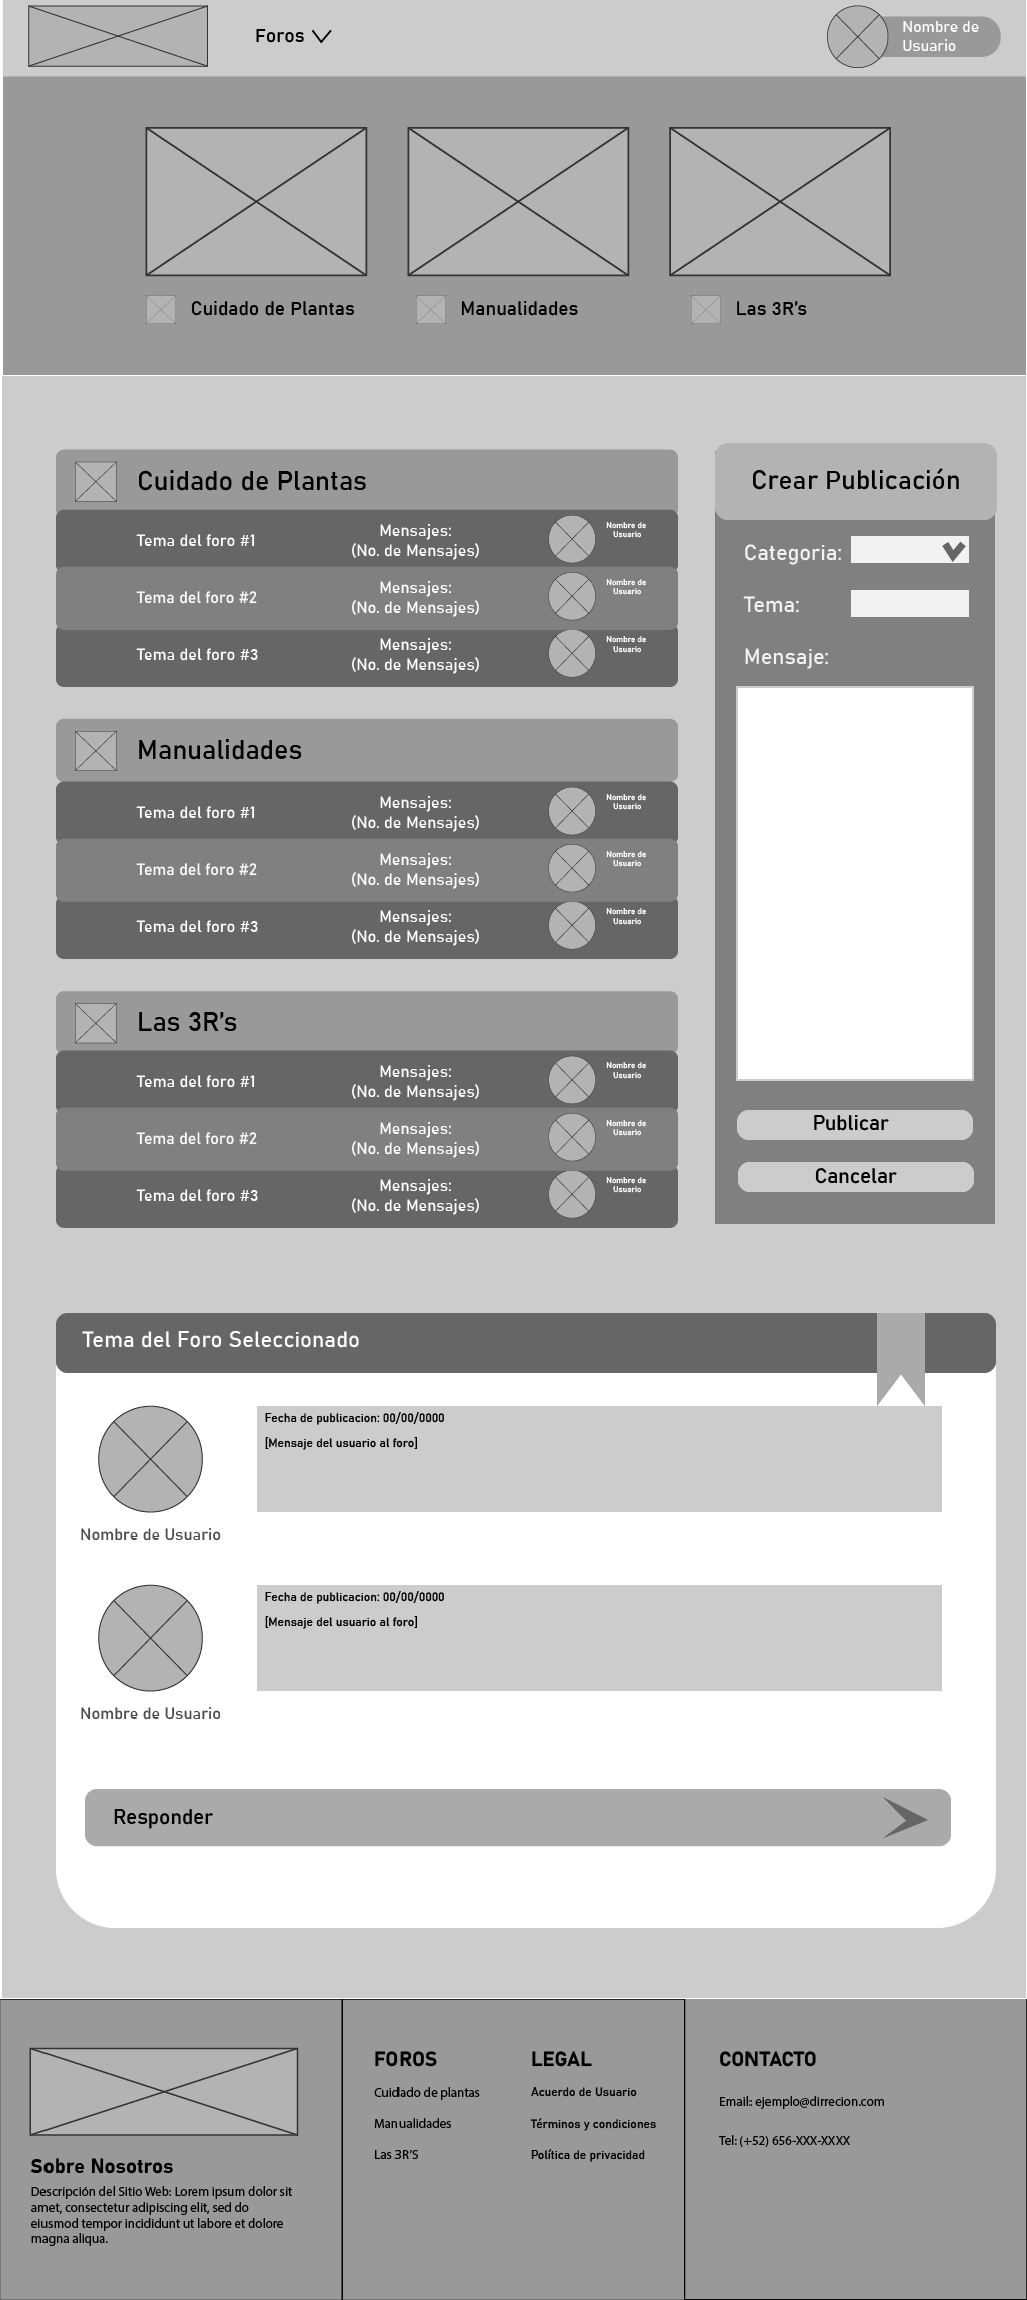 Foros
Nombre de
Usuario
Cuidado de Plantas
Manualidades
Las 3R's
Cuidado de Plantas
Tema del foro #1
Mensajes:
(No. de Mensajes)
Nombre de
Usuario
Tema del foro #2
Mensajes:
(No. de Mensajes)
Nombre de
Usuario
Tema del foro #3
Mensajes:
(No. de Mensajes)
Nombre de
Usuario
Manualidades
Tema del foro #1
Mensajes:
(No. de Mensajes)
Nombre de
Usuario
Tema del foro #2
Mensajes:
(No. de Mensajes)
Nombre de
Usuario
Tema del foro #3
Mensajes:
(No. de Mensajes)
Nombre de
Usuario
Las 3R's
Tema del foro #1
Mensajes:
(No. de Mensajes)
Nombre de
Usuario
Tema del foro #2
Mensajes:
(No. de Mensajes)
Nombre de
Usuario
Tema del foro #3
Mensajes:
(No. de Mensajes)
Nombre de
Usuario
Crear Publicación
Categoria:
Tema:
Mensaje:
Publicar
Cancelar
Tema del Foro Seleccionado
Fecha de publicacion: 00/00/0000
[Mensaje del usuario al foro]
Nombre de Usuario
Fecha de publicacion: 00/00/0000
[Mensaje del usuario al foro]
Nombre de Usuario
Responder
Sobre Nosotros
Descripción del Sitio Web: Lorem ipsum dolor sit
amet, consectetur adipiscing elit, sed do
eiusmod tempor incididunt ut labore et dolore
magna aliqua.
FOROS
Cuidado de plantas
Manualidades
Las 3R'S
LEGAL
Acuerdo de Usuario
Términos y condiciones
Política de privacidad
CONTACTO
Email: ejemplo@dirrecion.com
Tel: (+52) 656-XXX-XXXX